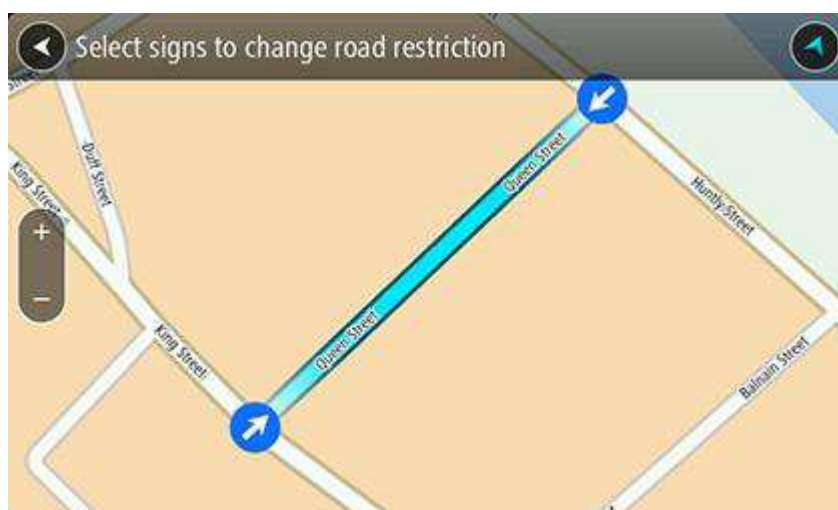 Select signs to change road restriction
Street
Duff Street
King Street
Queen Street
Huntly Street
+
−
Queen Street
King Street
Balnain Street